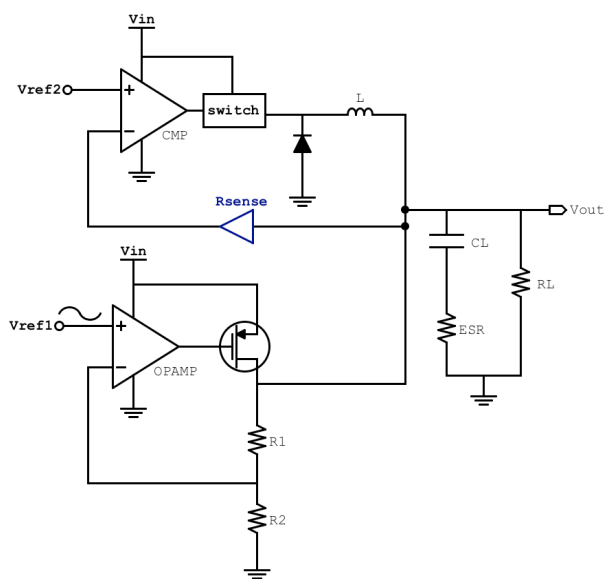 Vin
Vref2
+
−
CMP
switch
L
Rsense
Vout
CL
RL
ESR
Vin
Vref1
+
−
OPAMP
R1
R2